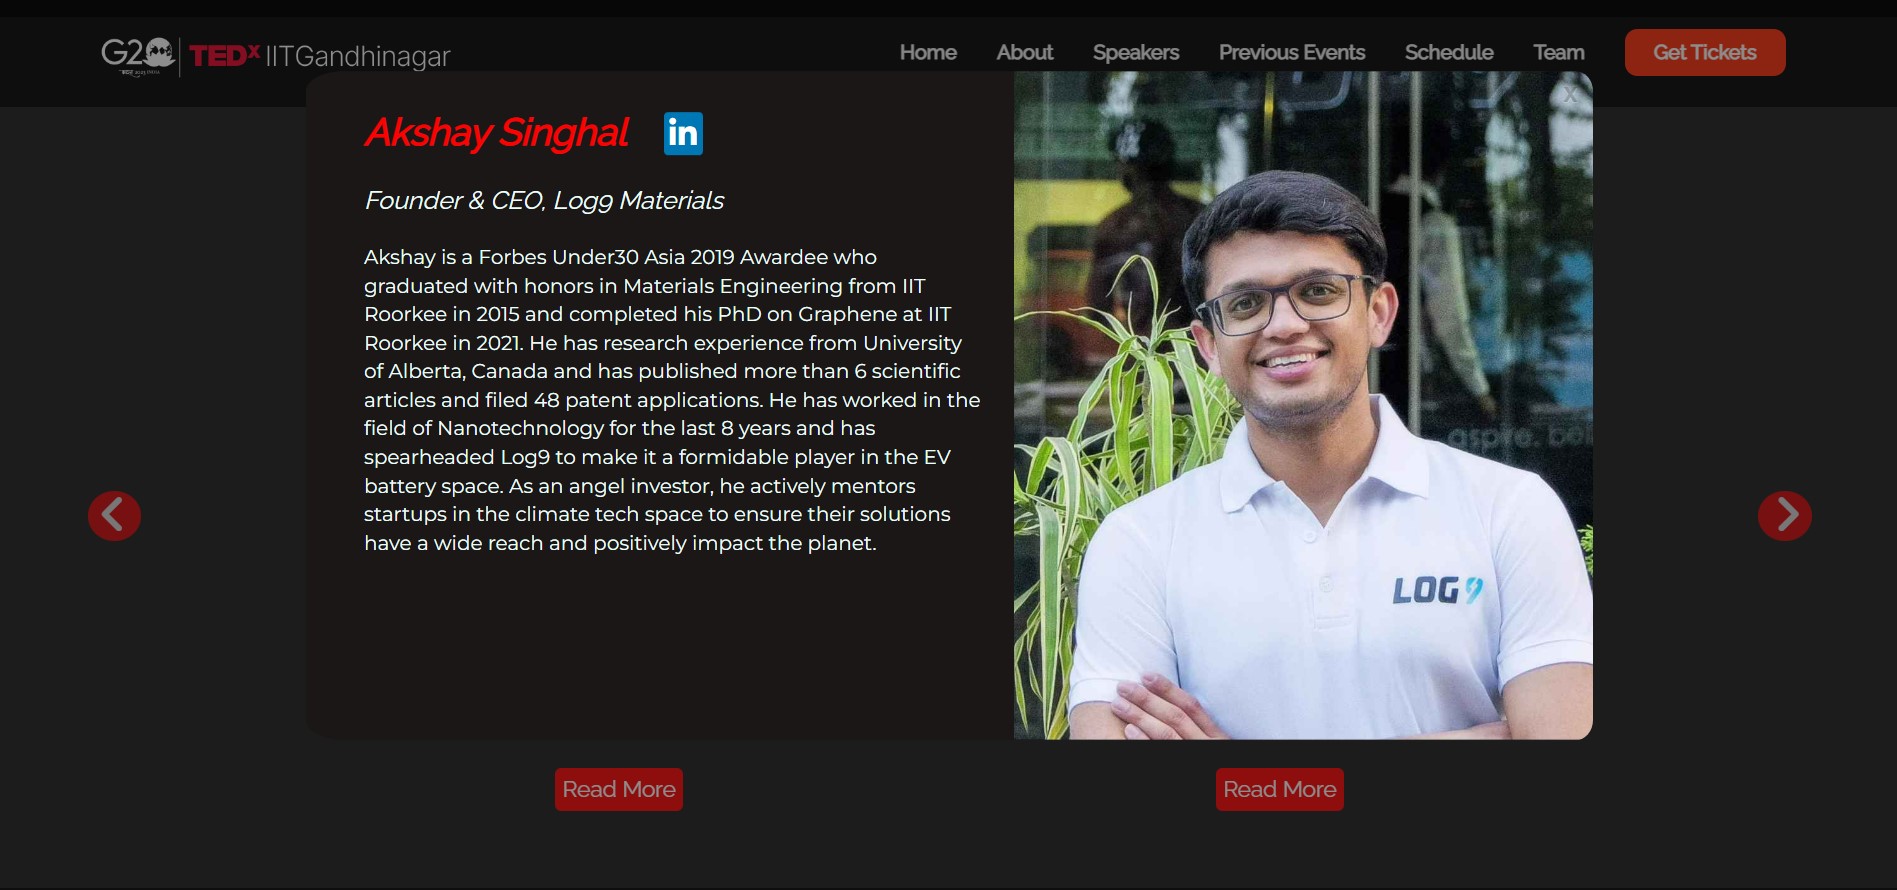 G20 TEDx IITGandhinagar
Home About Speakers Previous Events Schedule Team Get Tickets
X
Akshay Singhal in
Founder & CEO, Log9 Materials
Akshay is a Forbes Under30 Asia 2019 Awardee who
graduated with honors in Materials Engineering from IIT
Roorkee in 2015 and completed his PhD on Graphene at IIT
Roorkee in 2021. He has research experience from University
of Alberta, Canada and has published more than 6 scientific
articles and filed 48 patent applications. He has worked in the
field of Nanotechnology for the last 8 years and has
spearheaded Log9 to make it a formidable player in the EV
battery space. As an angel investor, he actively mentors
startups in the climate tech space to ensure their solutions
have a wide reach and positively impact the planet.
aspire.
LOG 9
Read More Read More